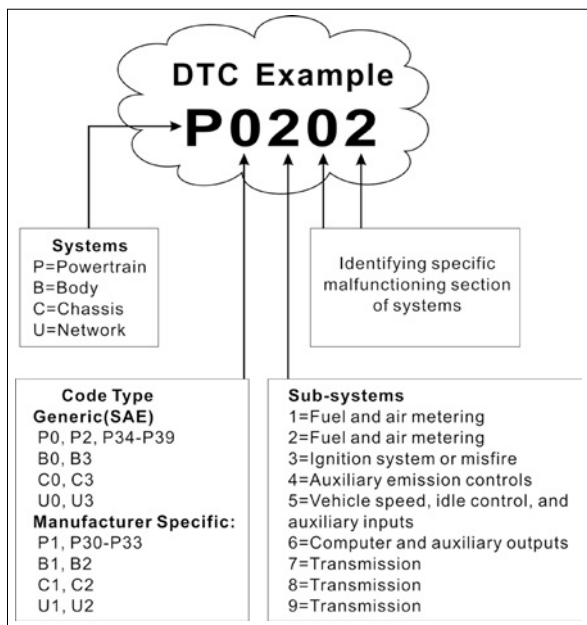 DTC Example
P0202
Systems
P=Powertrain
B=Body
C=Chassis
U=Network
Identifying specific
malfunctioning section
of systems
Code Type
Generic(SAE)
P0, P2, P34-P39
B0, B3
C0, C3
U0, U3
Manufacturer Specific:
P1, P30-P33
B1, B2
C1, C2
U1, U2
Sub-systems
1=Fuel and air metering
2=Fuel and air metering
3=Ignition system or misfire
4=Auxiliary emission controls
5=Vehicle speed, idle control, and
auxiliary inputs
6=Computer and auxiliary outputs
7=Transmission
8=Transmission
9=Transmission